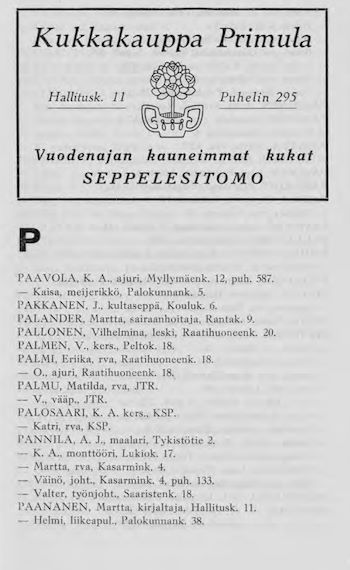 Kukkakauppa Primula
Hallitusk. 11 Puhelin 295
Vuodenajan kauneimmat kukat
SEPPELESITOMO
P
PAAVOLA, K. A., ajuri, Myllymäenk. 12, puh. 587.
— Kaisa, meijerikkö, Palokunnank. 5.
PAKKANEN, J., kultaseppä, Kouluk. 6.
PALANDER, Martta, sairaanhoitaja, Rantak. 9.
PALLONEN, Vilhelmina, leski, Raatihuoneenk. 20.
PALMEN, V., kers., Peltok. 18.
PALMI, Eriika, rva, Raatihuoneenk. 18.
— O., ajuri, Raatihuoneenk. 18.
PALMU, Matilda, rva, JTR.
— V., vääp., JTR.
PALOSAARI, K. A. kers., KSP.
— Katri, rva, KSP.
PANNILA, A. J., maalari, Tykistötie 2.
— K. A., monttööri, Lukiok. 17.
— Martta, rva, Kasarmink. 4.
— Väinö, joht., Kasarmink. 4, puh. 133.
— Valter, työnjoht., Saaristenk. 18.
PAANANEN, Martta, kirjaltaja, Hallitusk. 11.
— Helmi, liikeapul., Palokunnank. 38.